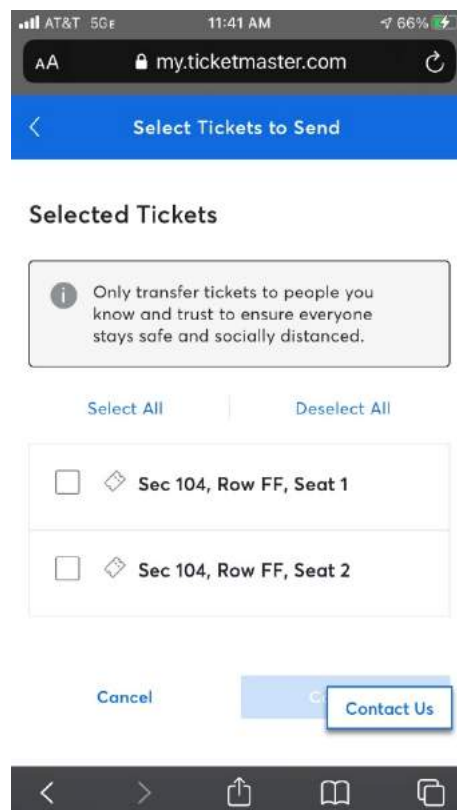 AT&T 5GE 11:41 AM 66%
AA my.ticketmaster.com
Select Tickets to Send
Selected Tickets
i Only transfer tickets to people you
know and trust to ensure everyone
stays safe and socially distanced.
Select All Deselect All
Sec 104, Row FF, Seat 1
Sec 104, Row FF, Seat 2
Cancel
Contact Us